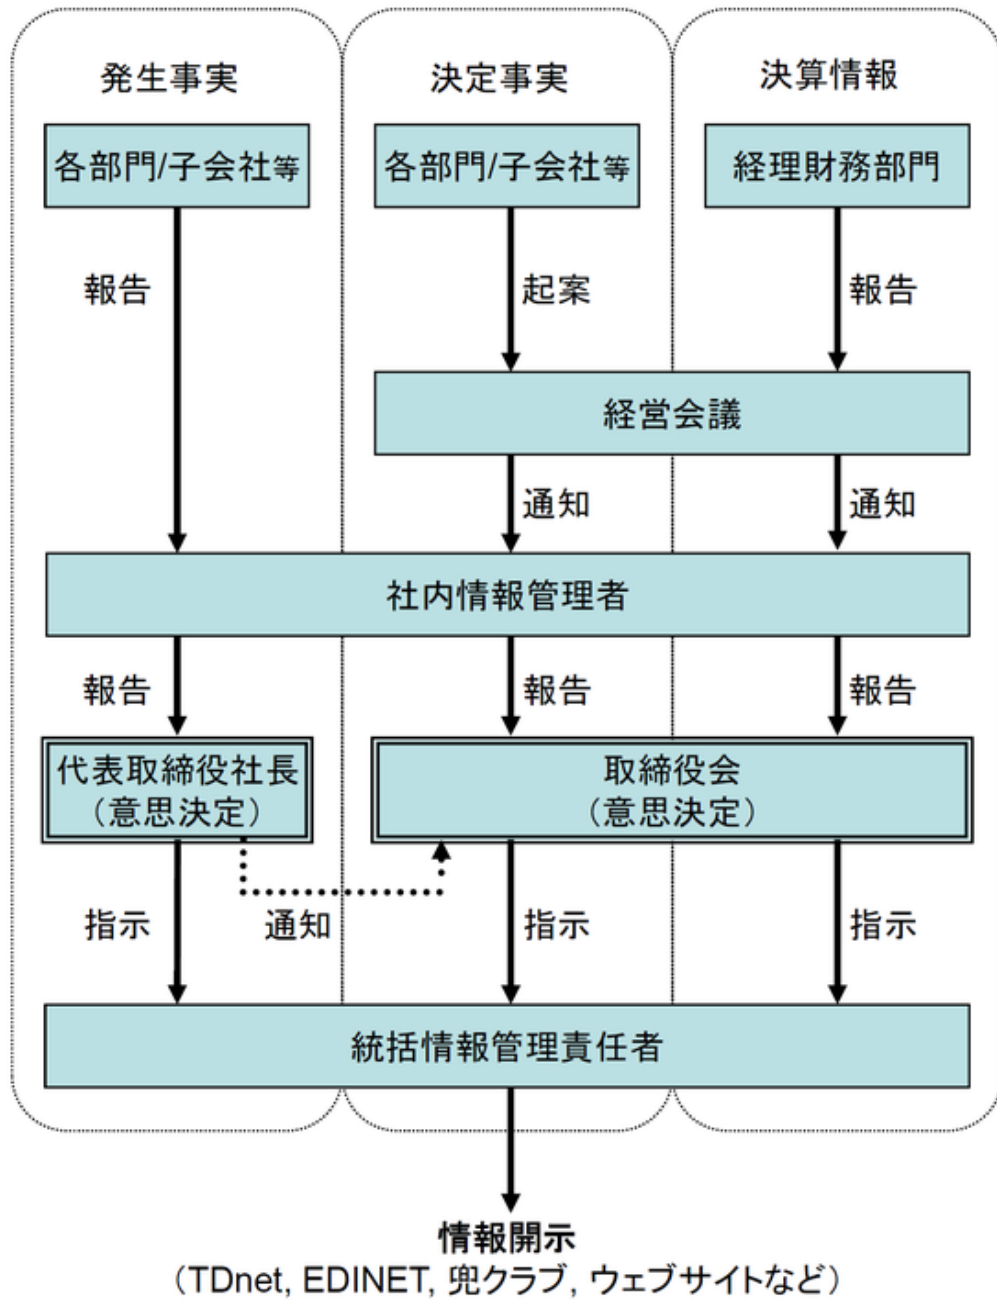 発生事実
決定事実
決算情報
各部門/子会社等
各部門/子会社等
経理財務部門
報告
起案
報告
経営会議
通知
通知
社内情報管理者
報告
報告
報告
代表取締役社長
（意思決定）
取締役会
（意思決定）
指示
通知
指示
指示
統括情報管理責任者
情報開示
（TDnet, EDINET, 兜クラブ, ウェブサイトなど）